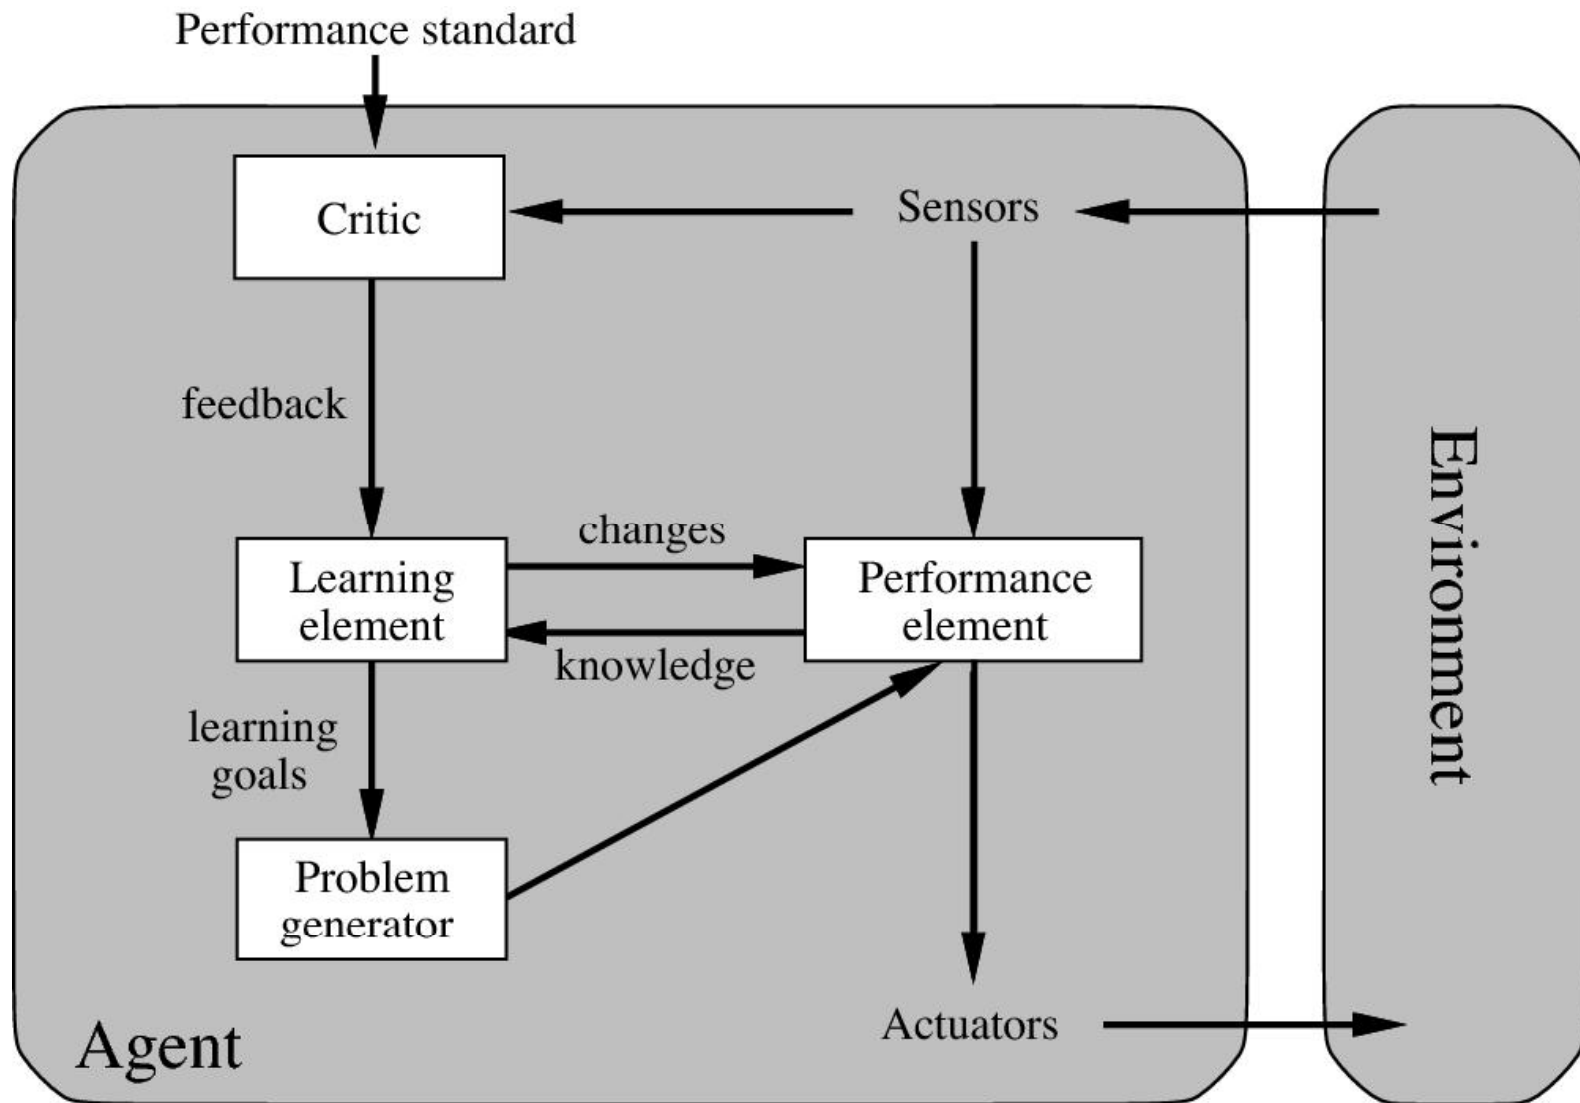 Performance standard
Critic
Sensors
feedback
changes
Learning
element
Performance
element
knowledge
learning
goals
Problem
generator
Actuators
Agent
Environment